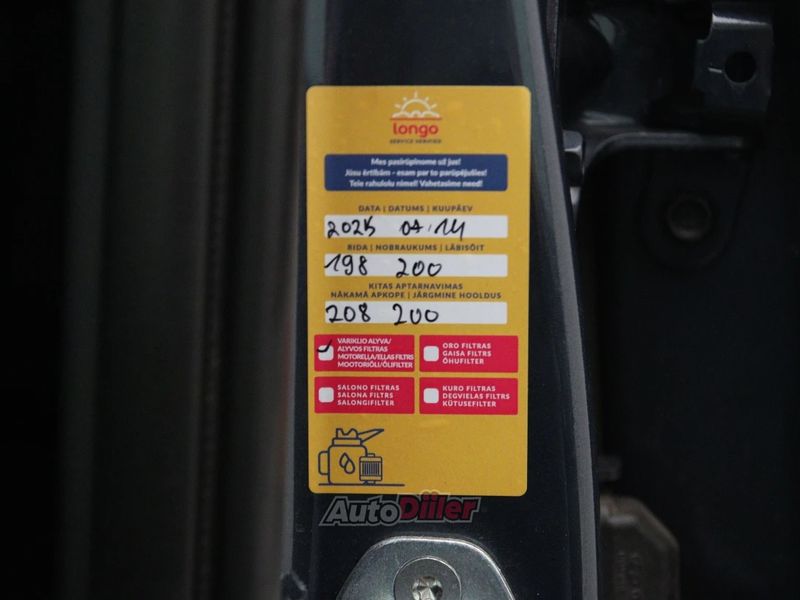 longo
SERVICE VERIFIED
Mes pasirūpinome už jus!
Jūsu ērtībām - esam par to parūpējušies!
Teie rahulolu nimel! Vahetasime need!
DATA | DATUMS | KUUPÄEV
2025 07.14
RIDA | NOBRAUKUMS | LÄBISÕIT
198 200
KITAS APTARNAVIMAS
NĀKAMĀ APKOPE | JÄRGMINE HOOLDUS
208 200
VARIKLIO ALYVA/
ALYVOS FILTRAS
MOTOREĻĻA/EĻĻAS FILTRS
MOOTORIÕLI/ÕLIFILTER
ORO FILTRAS
GAISA FILTRS
ÕHUFILTER
SALONO FILTRAS
SALONA FILTRS
SALONGIFILTER
KURO FILTRAS
DEGVIELAS FILTRS
KÜTUSEFILTER
AutoDiiler